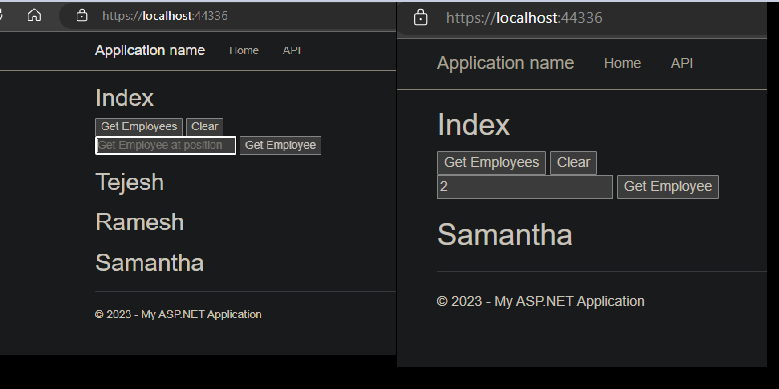 https://localhost:44336
Application name Home API
Index
Get Employees Clear
Get Employee at position Get Employee
Tejesh
Ramesh
Samantha
© 2023 - My ASP.NET Application
https://localhost:44336
Application name Home API
Index
Get Employees Clear
2 Get Employee
Samantha
© 2023 - My ASP.NET Application